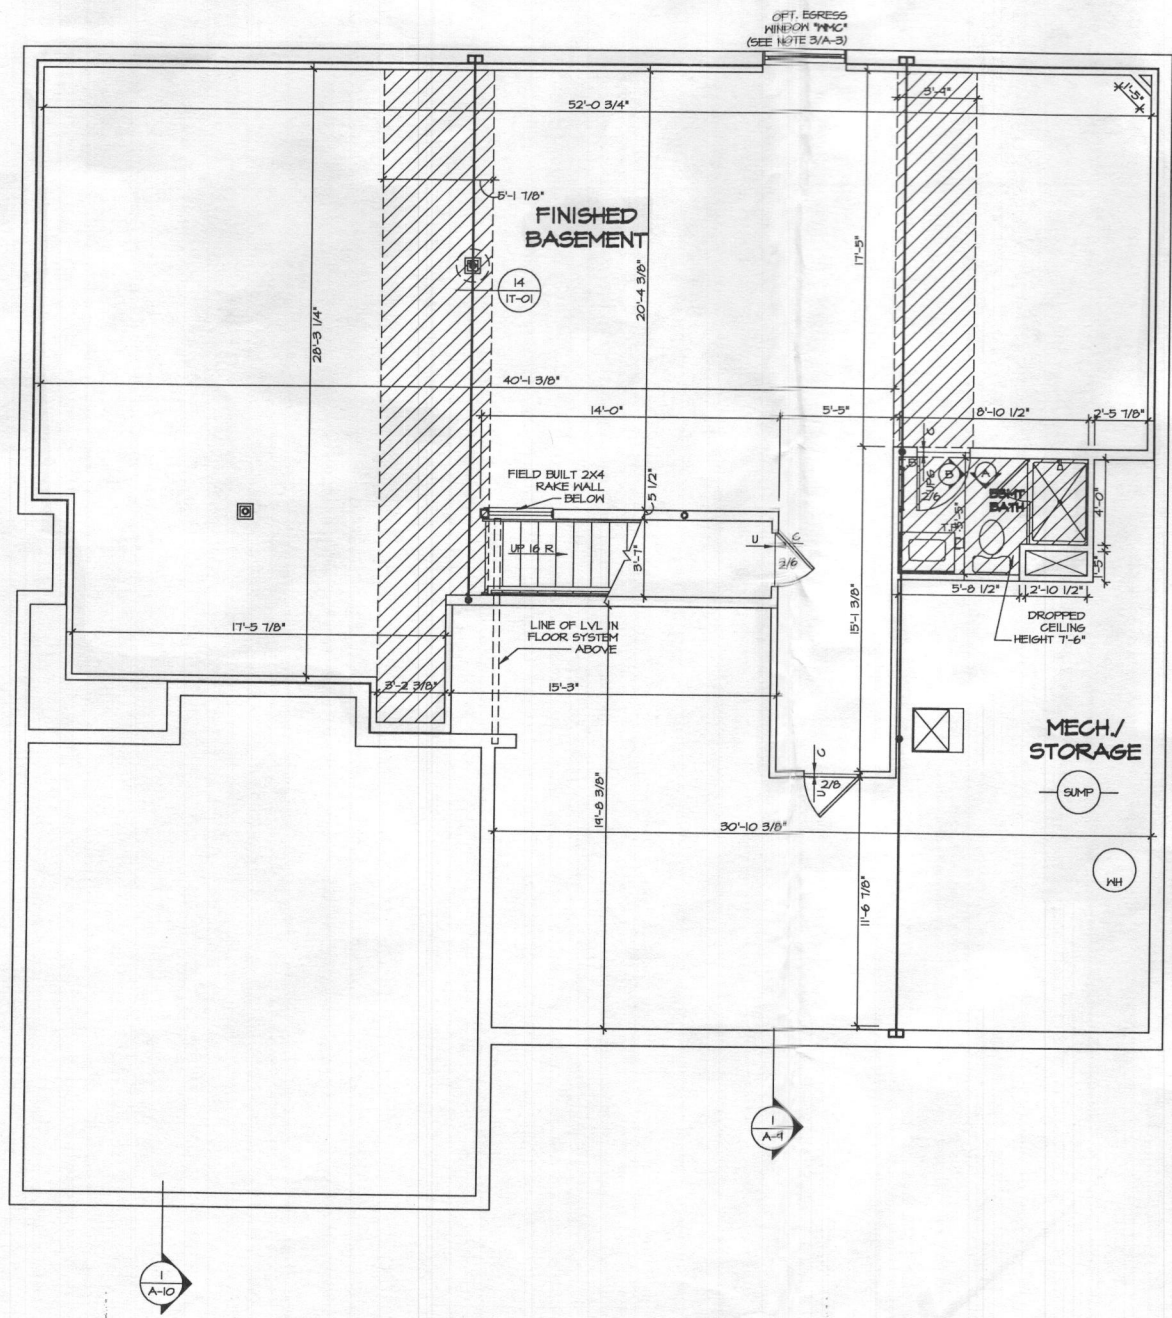 OPT. EGRESS
WINDOW "WMC"
(SEE NOTE 3/A-3)
3'-4"
1'-5"
52'-0 3/4"
5'-1 7/8"
FINISHED
BASEMENT
17'-5"
14
IT-01
20'-4 3/8"
28'-3 1/4"
40'-1 3/8"
14'-0"
5'-5"
8'-10 1/2"
2'-5 7/8"
FIELD BUILT 2X4
RAKE WALL
BELOW
5 1/2"
C
B
A
2/6
BSMT
BATH
4'-0"
UP 16 R
3'-7"
U
C
2/6
1'-5"
5'-8 1/2"
2'-10 1/2"
15'-1 3/8"
LINE OF LVL IN
FLOOR SYSTEM
ABOVE
DROPPED
CEILING
HEIGHT 7'-6"
17'-5 7/8"
3'-2 3/8"
15'-3"
MECH./
STORAGE
C
U
2/8
SUMP
19'-8 3/8"
30'-10 3/8"
WH
11'-6 7/8"
1
A-9
1
A-10